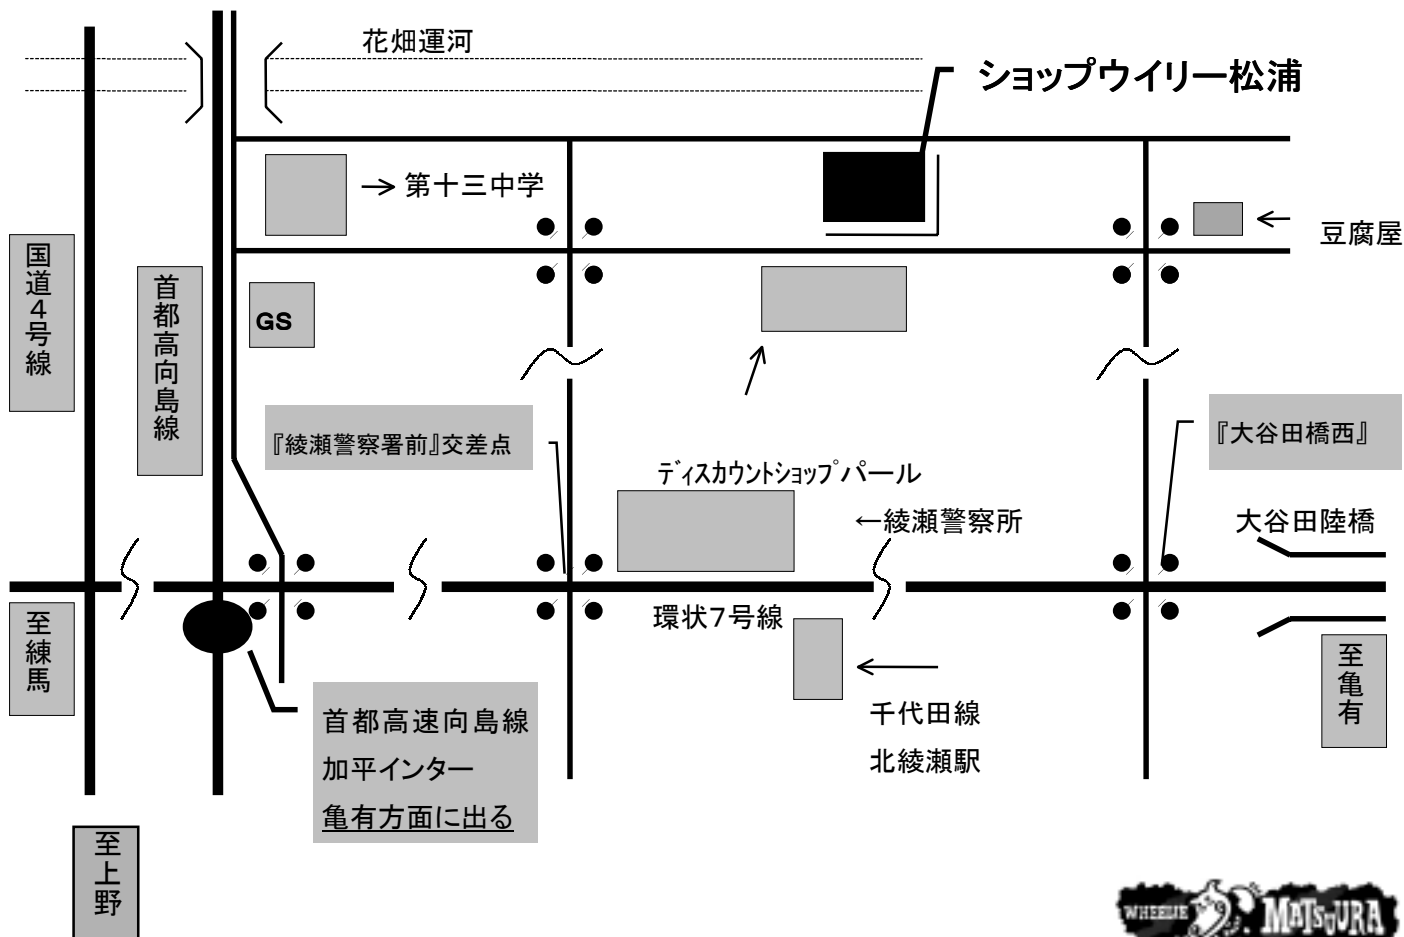 花畑運河
ショップウイリー松浦
→ 第十三中学
豆腐屋
国道４号線
首都高向島線
GS
『綾瀬警察署前』交差点
『大谷田橋西』
ディスカウントショップパール
←綾瀬警察所
大谷田陸橋
環状７号線
至練馬
至亀有
千代田線
北綾瀬駅
首都高速向島線
加平インター
亀有方面に出る
至上野
WHEELIE MATSUURA